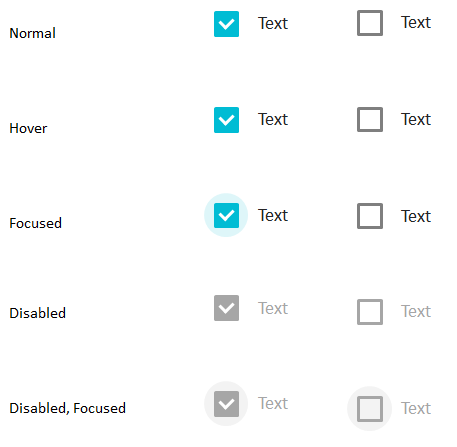 Normal Text Text
Hover Text Text
Focused Text Text
Disabled Text Text
Disabled, Focused Text Text